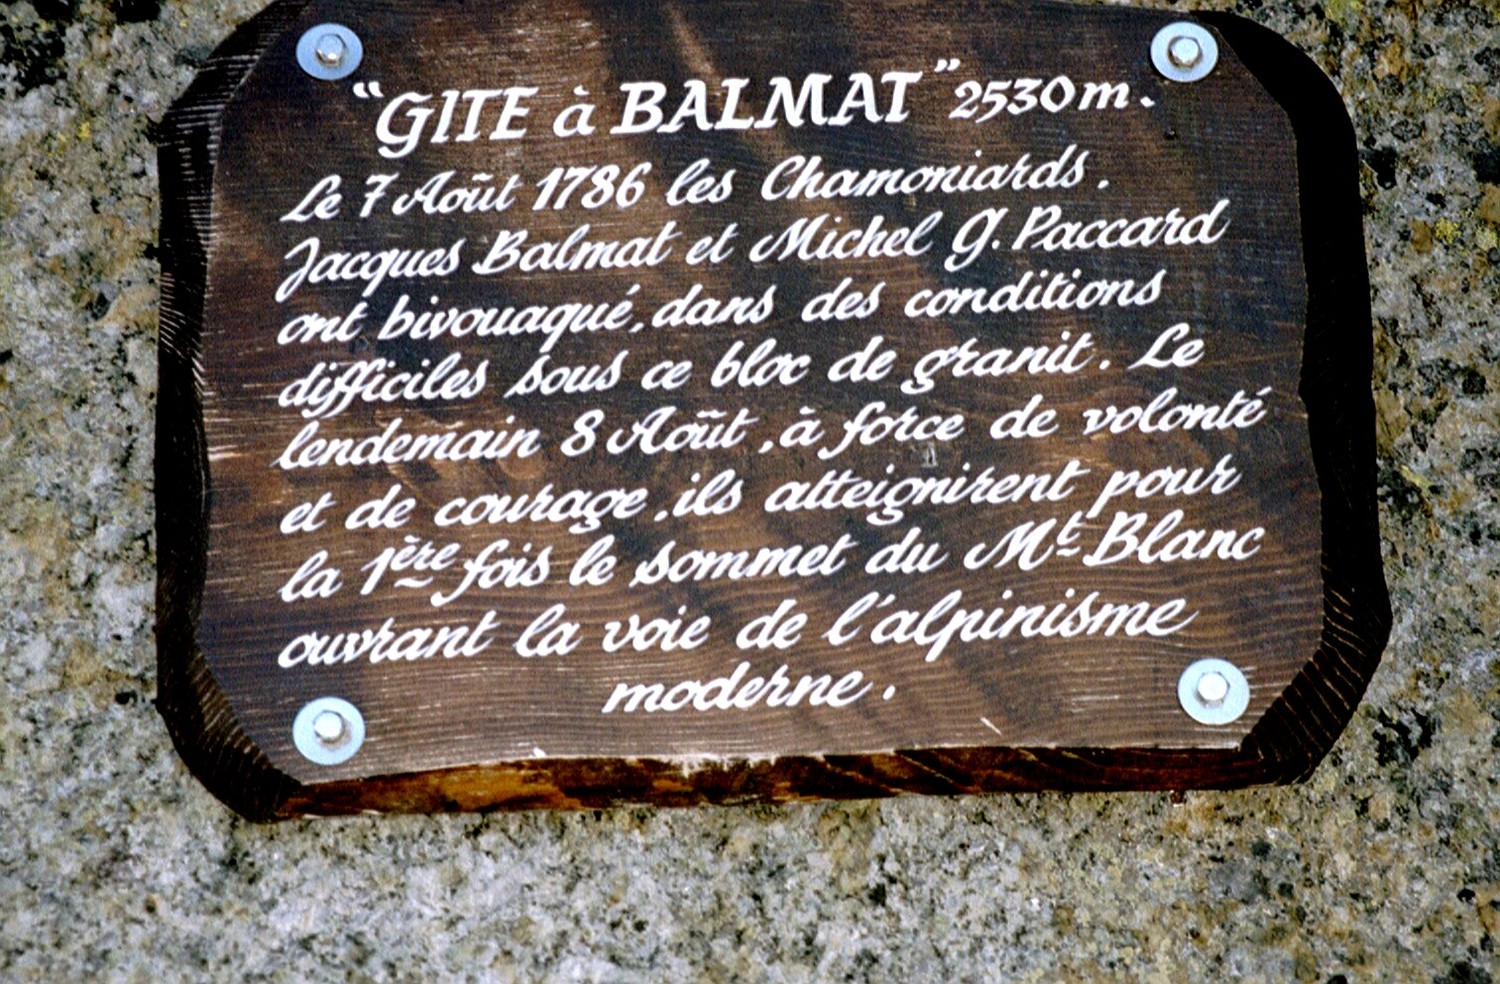 “GITE à BALMAT” 2530m.
Le 7 Août 1786 les Chamoniards.
Jacques Balmat et Michel G. Paccard
ont bivouaqué, dans des conditions
difficiles sous ce bloc de granit. Le
lendemain 8 Août, à force de volonté
et de courage, ils atteignirent pour
la 1ère fois le sommet du Mt Blanc
ouvrant la voie de l'alpinisme
moderne.